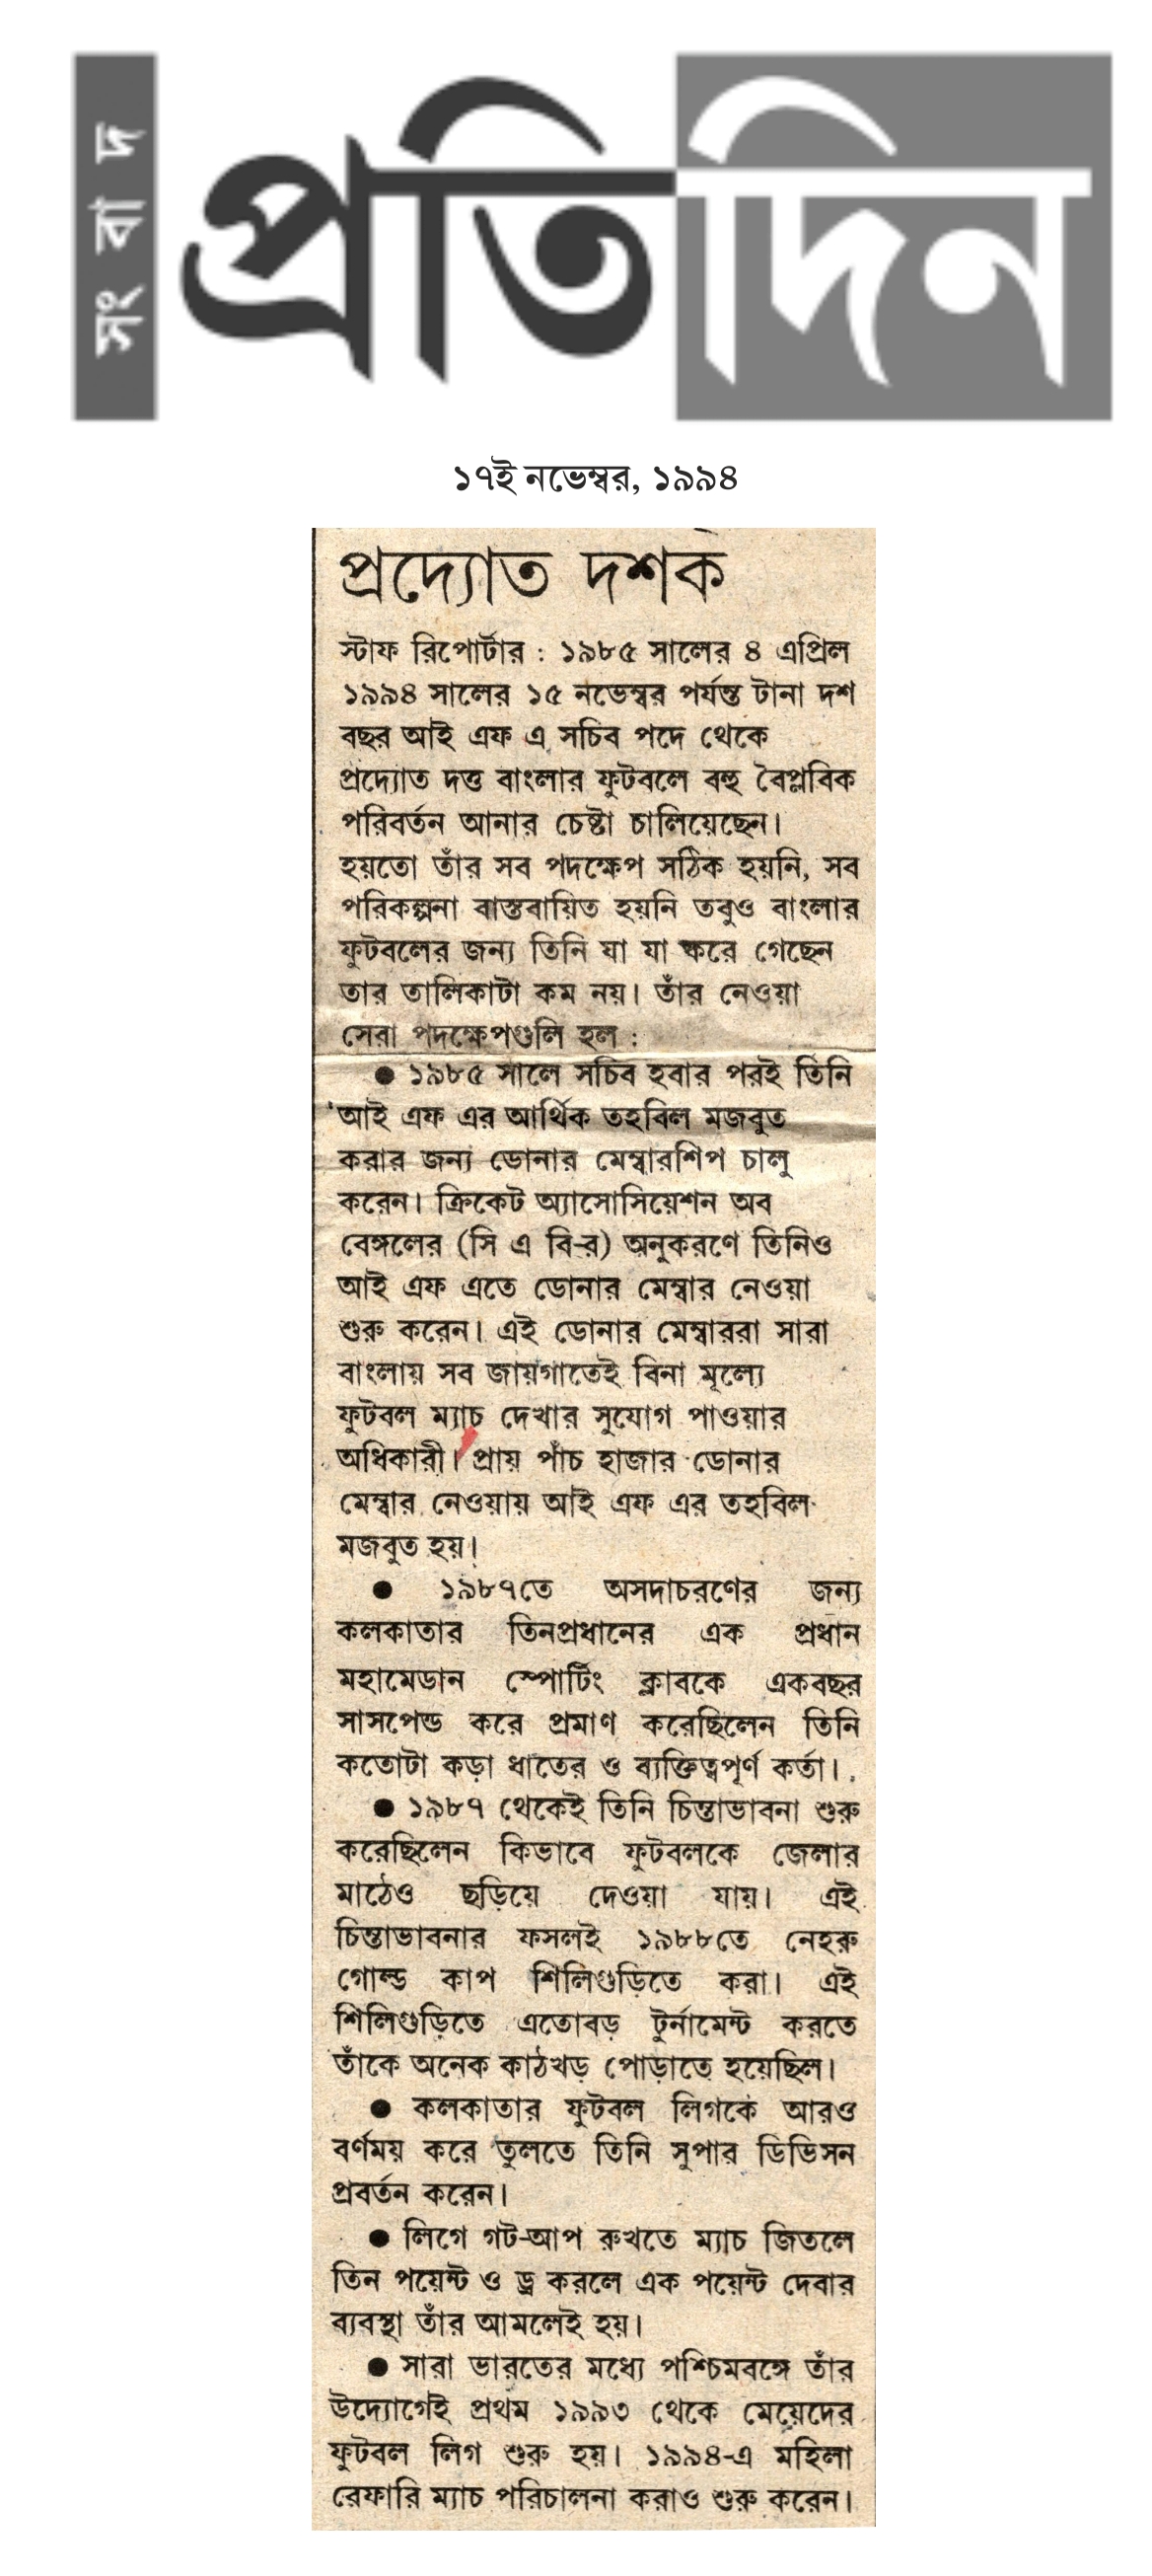 সংবাদ
প্রতিদিন
১৭ই নভেম্বর, ১৯৯৪
প্রদ্যোত দশক
স্টাফ রিপোর্টার : ১৯৮৫ সালের ৪ এপ্রিল
১৯৯৪ সালের ১৫ নভেম্বর পর্যন্ত টানা দশ
বছর আই এফ এ সচিব পদে থেকে
প্রদ্যোত দত্ত বাংলার ফুটবলে বহু বৈপ্লবিক
পরিবর্তন আনার চেষ্টা চালিয়েছেন।
হয়তো তাঁর সব পদক্ষেপ সঠিক হয়নি, সব
পরিকল্পনা বাস্তবায়িত হয়নি তবুও বাংলার
ফুটবলের জন্য তিনি যা যা করে গেছেন
তার তালিকাটা কম নয়। তাঁর নেওয়া
সেরা পদক্ষেপগুলি হল :
● ১৯৮৫ সালে সচিব হবার পরই তিনি
আই এফ এর আর্থিক তহবিল মজবুত
করার জন্য ডোনার মেম্বারশিপ চালু
করেন। ক্রিকেট অ্যাসোসিয়েশন অব
বেঙ্গলের (সি এ বি-র) অনুকরণে তিনিও
আই এফ এতে ডোনার মেম্বার নেওয়া
শুরু করেন। এই ডোনার মেম্বাররা সারা
বাংলায় সব জায়গাতেই বিনা মূল্যে
ফুটবল ম্যাচ দেখার সুযোগ পাওয়ার
অধিকারী। প্রায় পাঁচ হাজার ডোনার
মেম্বার নেওয়ায় আই এফ এর তহবিল
মজবুত হয়।
● ১৯৮৭তে অসদাচরণের জন্য
কলকাতার তিনপ্রধানের এক প্রধান
মহামেডান স্পোর্টিং ক্লাবকে একবছর
সাসপেন্ড করে প্রমাণ করেছিলেন তিনি
কতোটা কড়া ধাতের ও ব্যক্তিত্বপূর্ণ কর্তা।
● ১৯৮৭ থেকেই তিনি চিন্তাভাবনা শুরু
করেছিলেন কিভাবে ফুটবলকে জেলার
মাঠেও ছড়িয়ে দেওয়া যায়। এই
চিন্তাভাবনার ফসলই ১৯৮৮তে নেহরু
গোল্ড কাপ শিলিগুড়িতে করা। এই
শিলিগুড়িতে এতোবড় টুর্নামেন্ট করতে
তাঁকে অনেক কাঠখড় পোড়াতে হয়েছিল।
● কলকাতার ফুটবল লিগকে আরও
বর্ণময় করে তুলতে তিনি সুপার ডিভিসন
প্রবর্তন করেন।
● লিগে গট-আপ রুখতে ম্যাচ জিতলে
তিন পয়েন্ট ও ড্র করলে এক পয়েন্ট দেবার
ব্যবস্থা তাঁর আমলেই হয়।
● সারা ভারতের মধ্যে পশ্চিমবঙ্গে তাঁর
উদ্যোগেই প্রথম ১৯৯৩ থেকে মেয়েদের
ফুটবল লিগ শুরু হয়। ১৯৯৪-এ মহিলা
রেফারি ম্যাচ পরিচালনা করাও শুরু করেন।